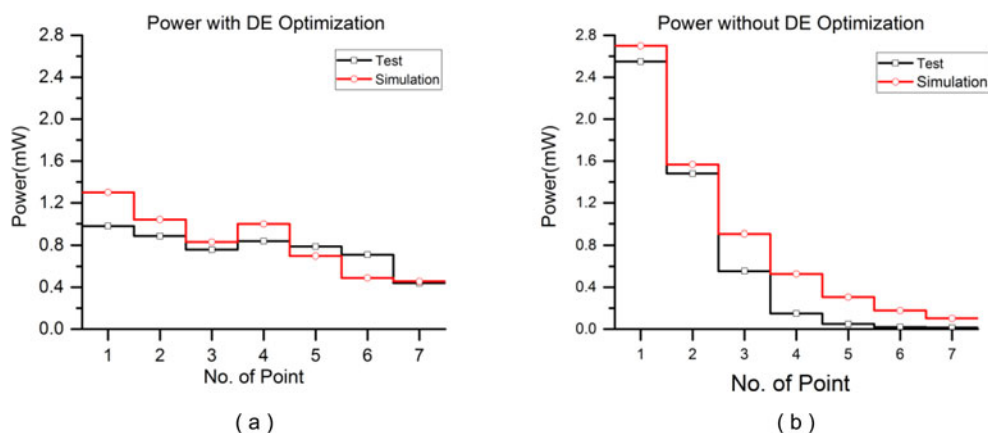 Power with DE Optimization
2.8
2.4
2.0
1.6
1.2
0.8
0.4
0.0
Power(mW)
Test
Simulation
1 2 3 4 5 6 7
No. of Point
( a )
Power without DE Optimization
2.8
2.4
2.0
1.6
1.2
0.8
0.4
0.0
Power(mW)
Test
Simulation
1 2 3 4 5 6 7
No. of Point
( b )